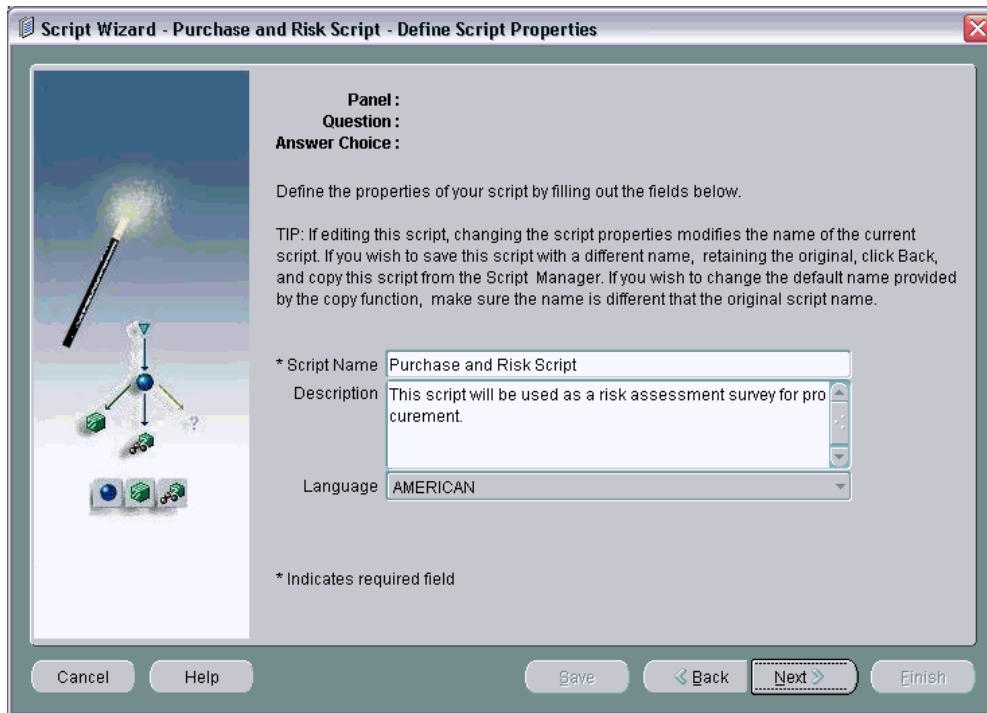 Script Wizard - Purchase and Risk Script - Define Script Properties
Panel :
Question :
Answer Choice :
Define the properties of your script by filling out the fields below.
TIP: If editing this script, changing the script properties modifies the name of the current
script. If you wish to save this script with a different name, retaining the original, click Back,
and copy this script from the Script Manager. If you wish to change the default name provided
by the copy function, make sure the name is different that the original script name.
* Script Name Purchase and Risk Script
Description This script will be used as a risk assessment survey for pro
curement.
Language AMERICAN
?
* Indicates required field
Cancel Help Save Back Next Finish